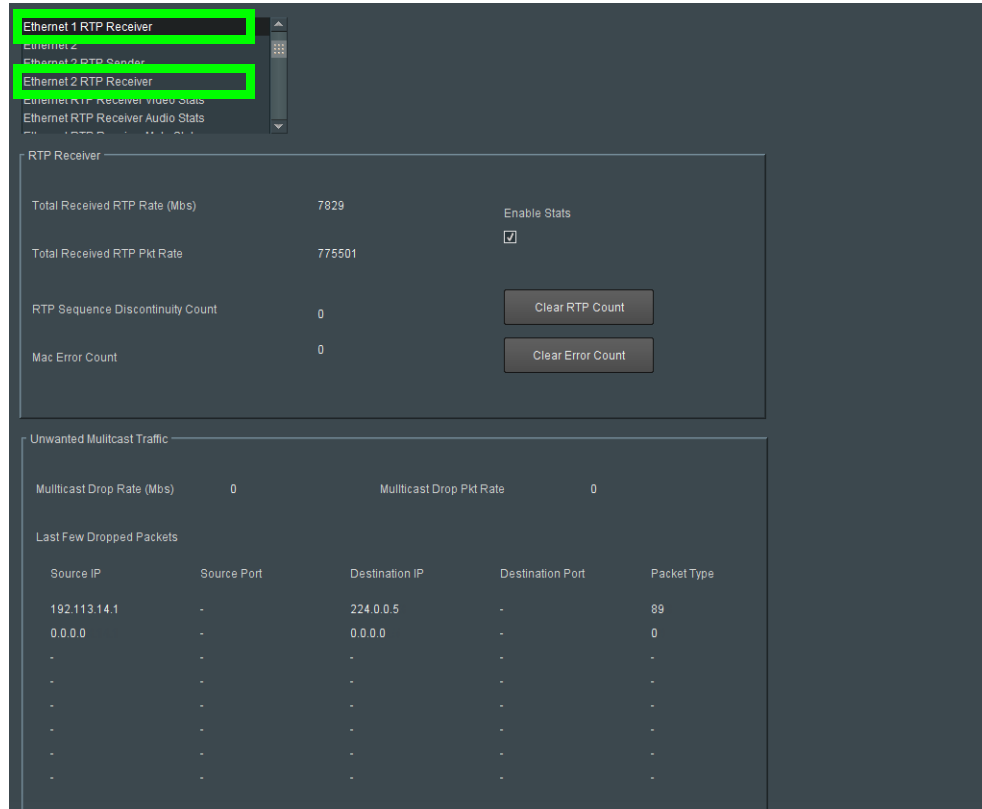 Ethernet 1 RTP Receiver
Ethernet 2
Ethernet 2 RTP Sender
Ethernet 2 RTP Receiver
Ethernet RTP Receiver Video Stats
Ethernet RTP Receiver Audio Stats
RTP Receiver
Total Received RTP Rate (Mbs) 7829
Enable Stats
Total Received RTP Pkt Rate 775501
RTP Sequence Discontinuity Count 0 Clear RTP Count
Mac Error Count 0 Clear Error Count
Unwanted Mulitcast Traffic
Mullticast Drop Rate (Mbs) 0 Mullticast Drop Pkt Rate 0
Last Few Dropped Packets
Source IP Source Port Destination IP Destination Port Packet Type
192.113.14.1 - 224.0.0.5 - 89
0.0.0.0 - 0.0.0.0 - 0
- - - - -
- - - - -
- - - - -
- - - - -
- - - - -
- - - - -